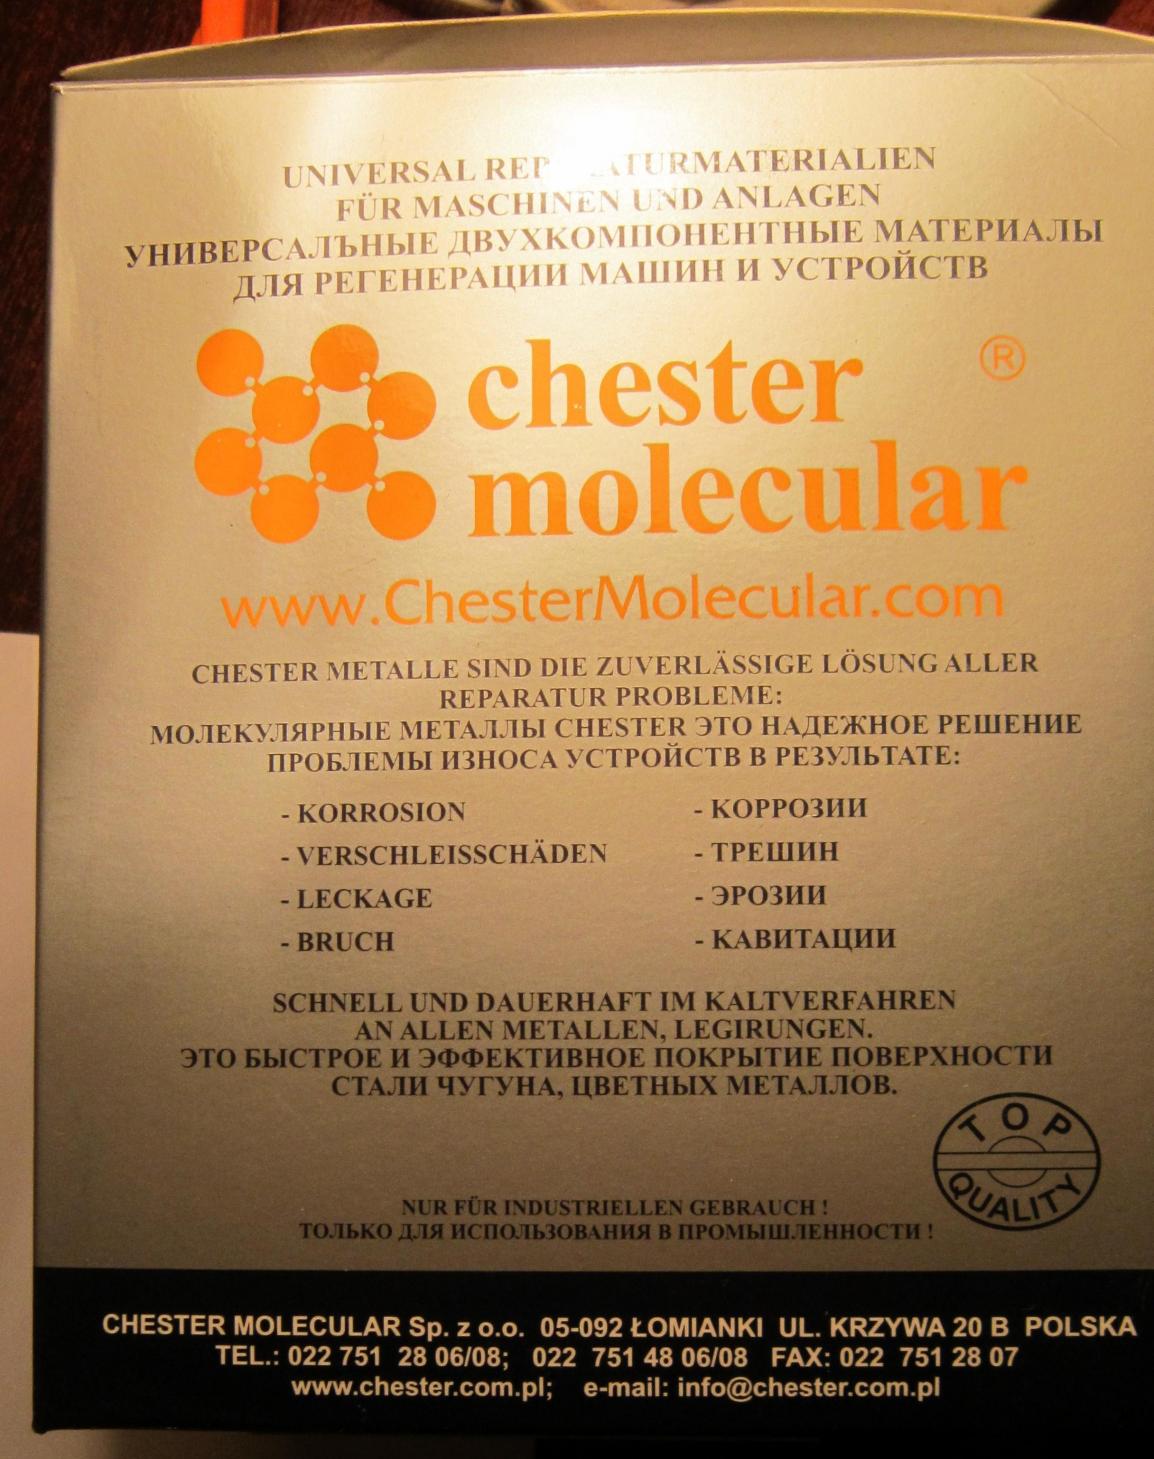 UNIVERSAL REPARATURMATERIALIEN
FÜR MASCHINEN UND ANLAGEN
УНИВЕРСАЛЪНЫЕ ДВУХКОМПОНЕНТНЫЕ МАТЕРИАЛЫ
ДЛЯ РЕГЕНЕРАЦИИ МАШИН И УСТРОЙСТВ
chester ®
molecular
www.ChesterMolecular.com
CHESTER METALLE SIND DIE ZUVERLÄSSIGE LÖSUNG ALLER
REPARATUR PROBLEME:
МОЛЕКУЛЯРНЫЕ МЕТАЛЛЫ CHESTER ЭТО НАДЕЖНОЕ РЕШЕНИЕ
ПРОБЛЕМЫ ИЗНОСА УСТРОЙСТВ В РЕЗУЛЬТАТЕ:
- KORROSION
- VERSCHLEISSCHÄDEN
- LECKAGE
- BRUCH
- КОРРОЗИИ
- ТРЕШИН
- ЭРОЗИИ
- КАВИТАЦИИ
SCHNELL UND DAUERHAFT IM KALTVERFAHREN
AN ALLEN METALLEN, LEGIRUNGEN.
ЭТО БЫСТРОЕ И ЭФФЕКТИВНОЕ ПОКРЫТИЕ ПОВЕРХНОСТИ
СТАЛИ ЧУГУНА, ЦВЕТНЫХ МЕТАЛЛОВ.
TOP
QUALITY
NUR FÜR INDUSTRIELLEN GEBRAUCH !
ТОЛЬКО ДЛЯ ИСПОЛЬЗОВАНИЯ В ПРОМЫШЛЕННОСТИ !
CHESTER MOLECULAR Sp. z o.o. 05-092 ŁOMIANKI UL. KRZYWA 20 B POLSKA
TEL.: 022 751 28 06/08; 022 751 48 06/08 FAX: 022 751 28 07
www.chester.com.pl; e-mail: info@chester.com.pl